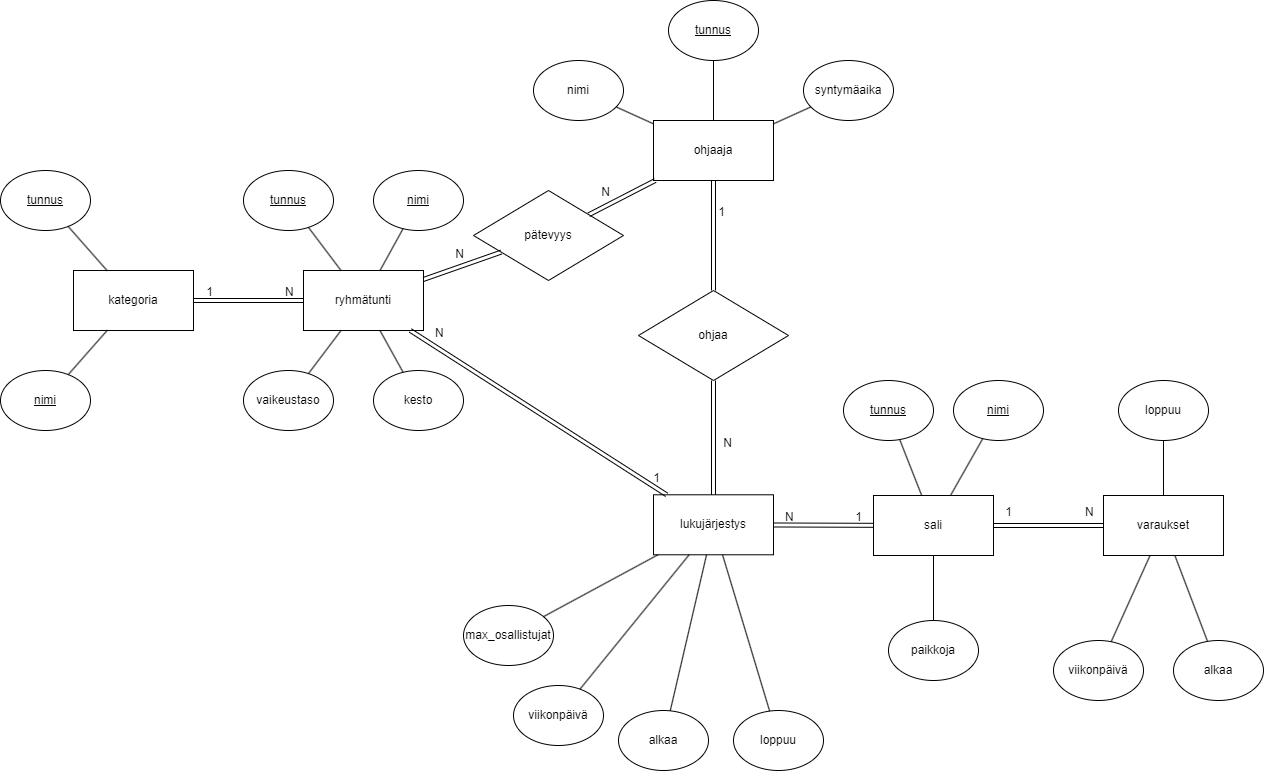 tunnus
nimi
syntymäaika
ohjaaja
tunnus
tunnus
nimi
N
pätevyys
1
N
kategoria
1
N
ryhmätunti
N
ohjaa
nimi
vaikeustaso
kesto
tunnus
nimi
loppuu
N
1
lukujärjestys
N
1
sali
1
N
varaukset
max_osallistujat
viikonpäivä
alkaa
loppuu
paikkoja
viikonpäivä
alkaa